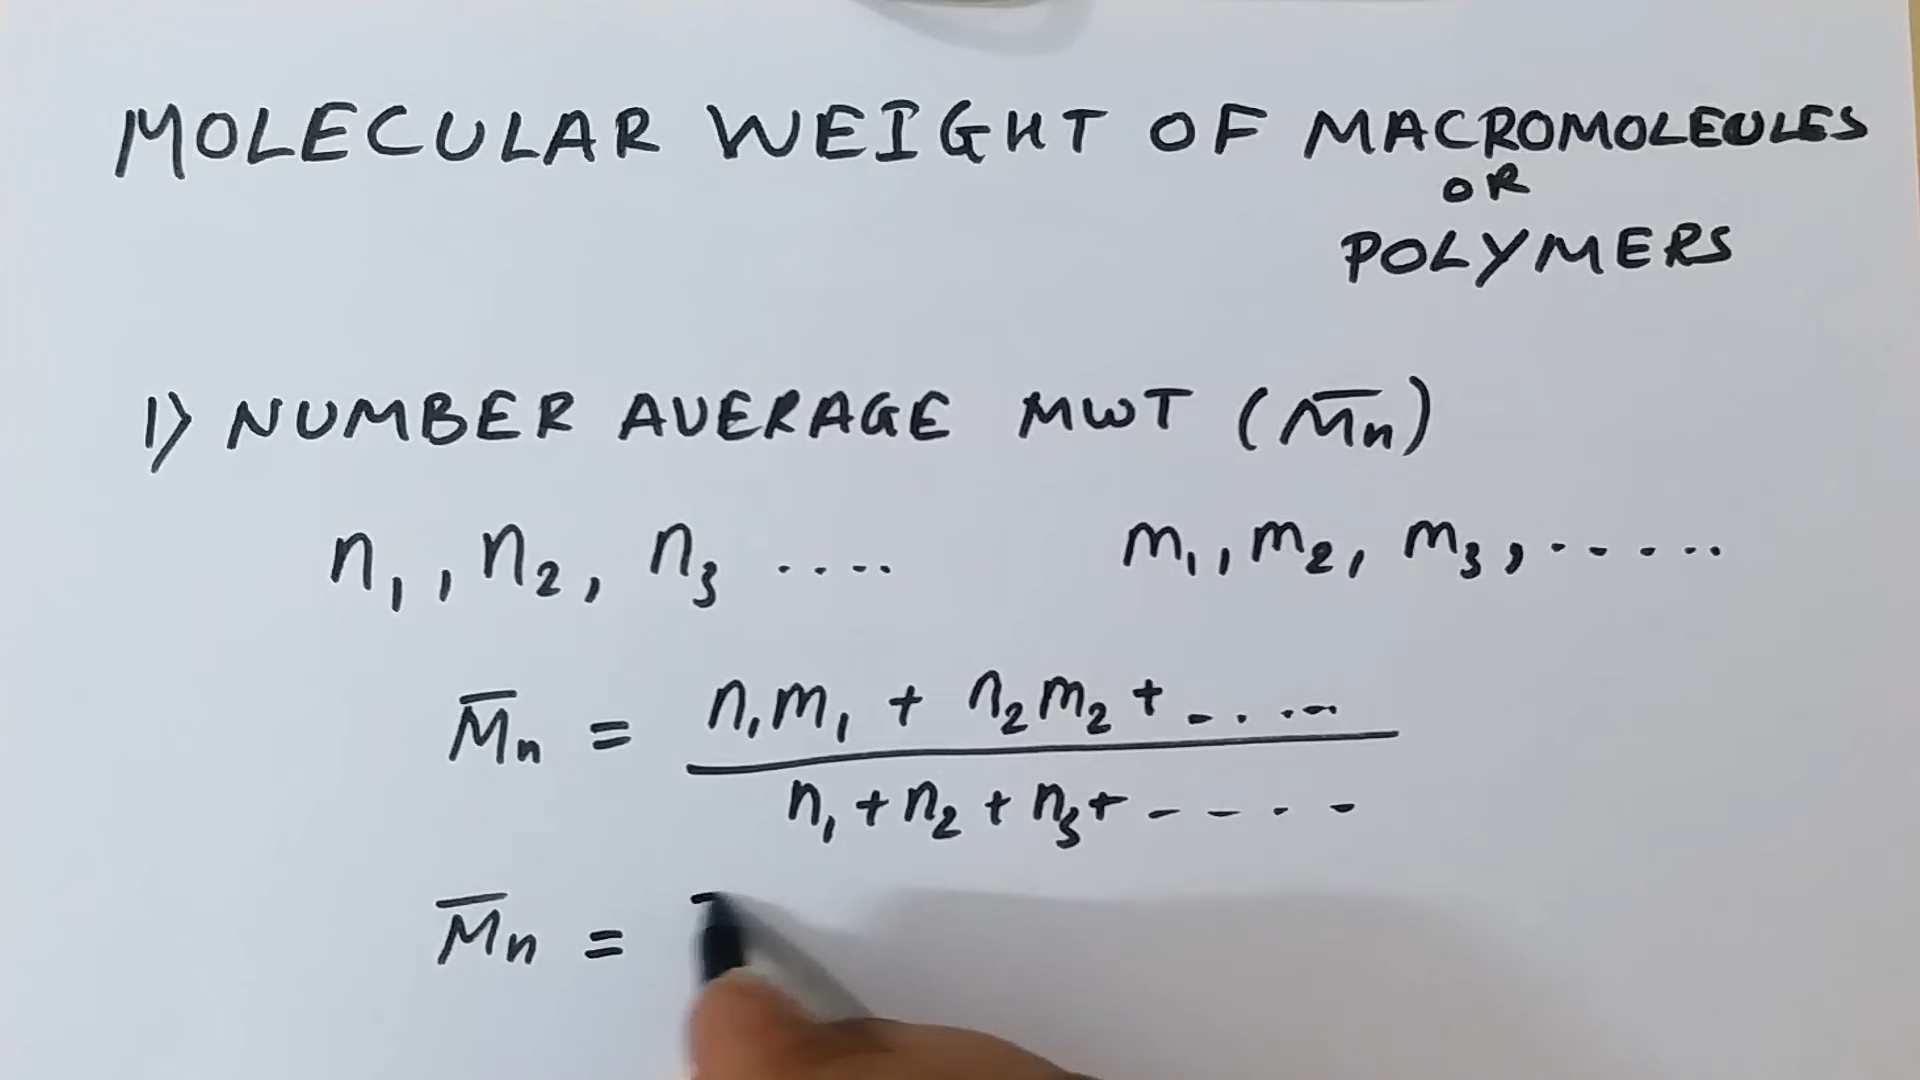 MOLECULAR WEIGHT OF MACROMOLECULES
OR
POLYMERS
1) NUMBER AVERAGE MWT (M̅n)
n₁, n₂, n₃ ....
m₁, m₂, m₃, ......
M̅n = n₁m₁ + n₂m₂ + .....
n₁ + n₂ + n₃ + - - - -
M̅n =